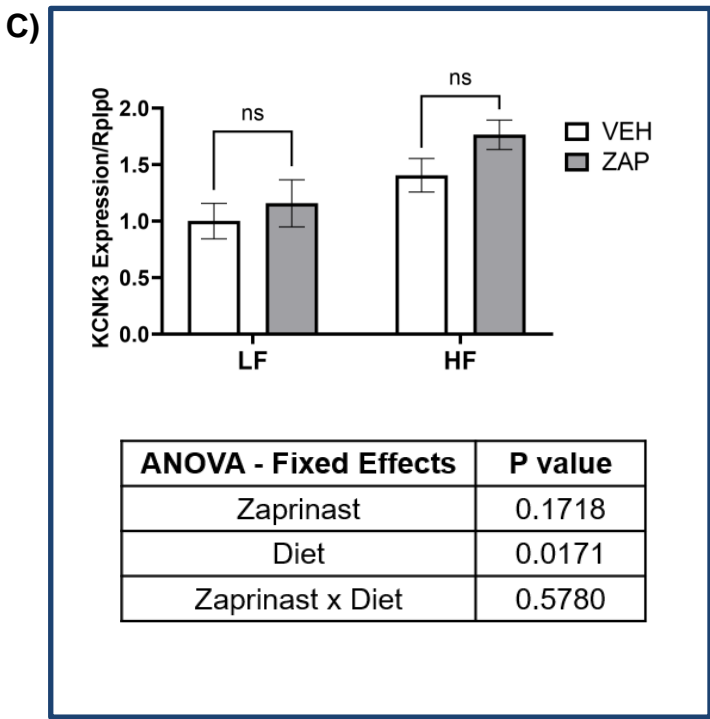 C)
ns
ns
VEH
ZAP
KCNK3 Expression/Rplp0
2.0
1.5
1.0
0.5
0.0
LF HF
ANOVA - Fixed Effects P value
Zaprinast 0.1718
Diet 0.0171
Zaprinast x Diet 0.5780